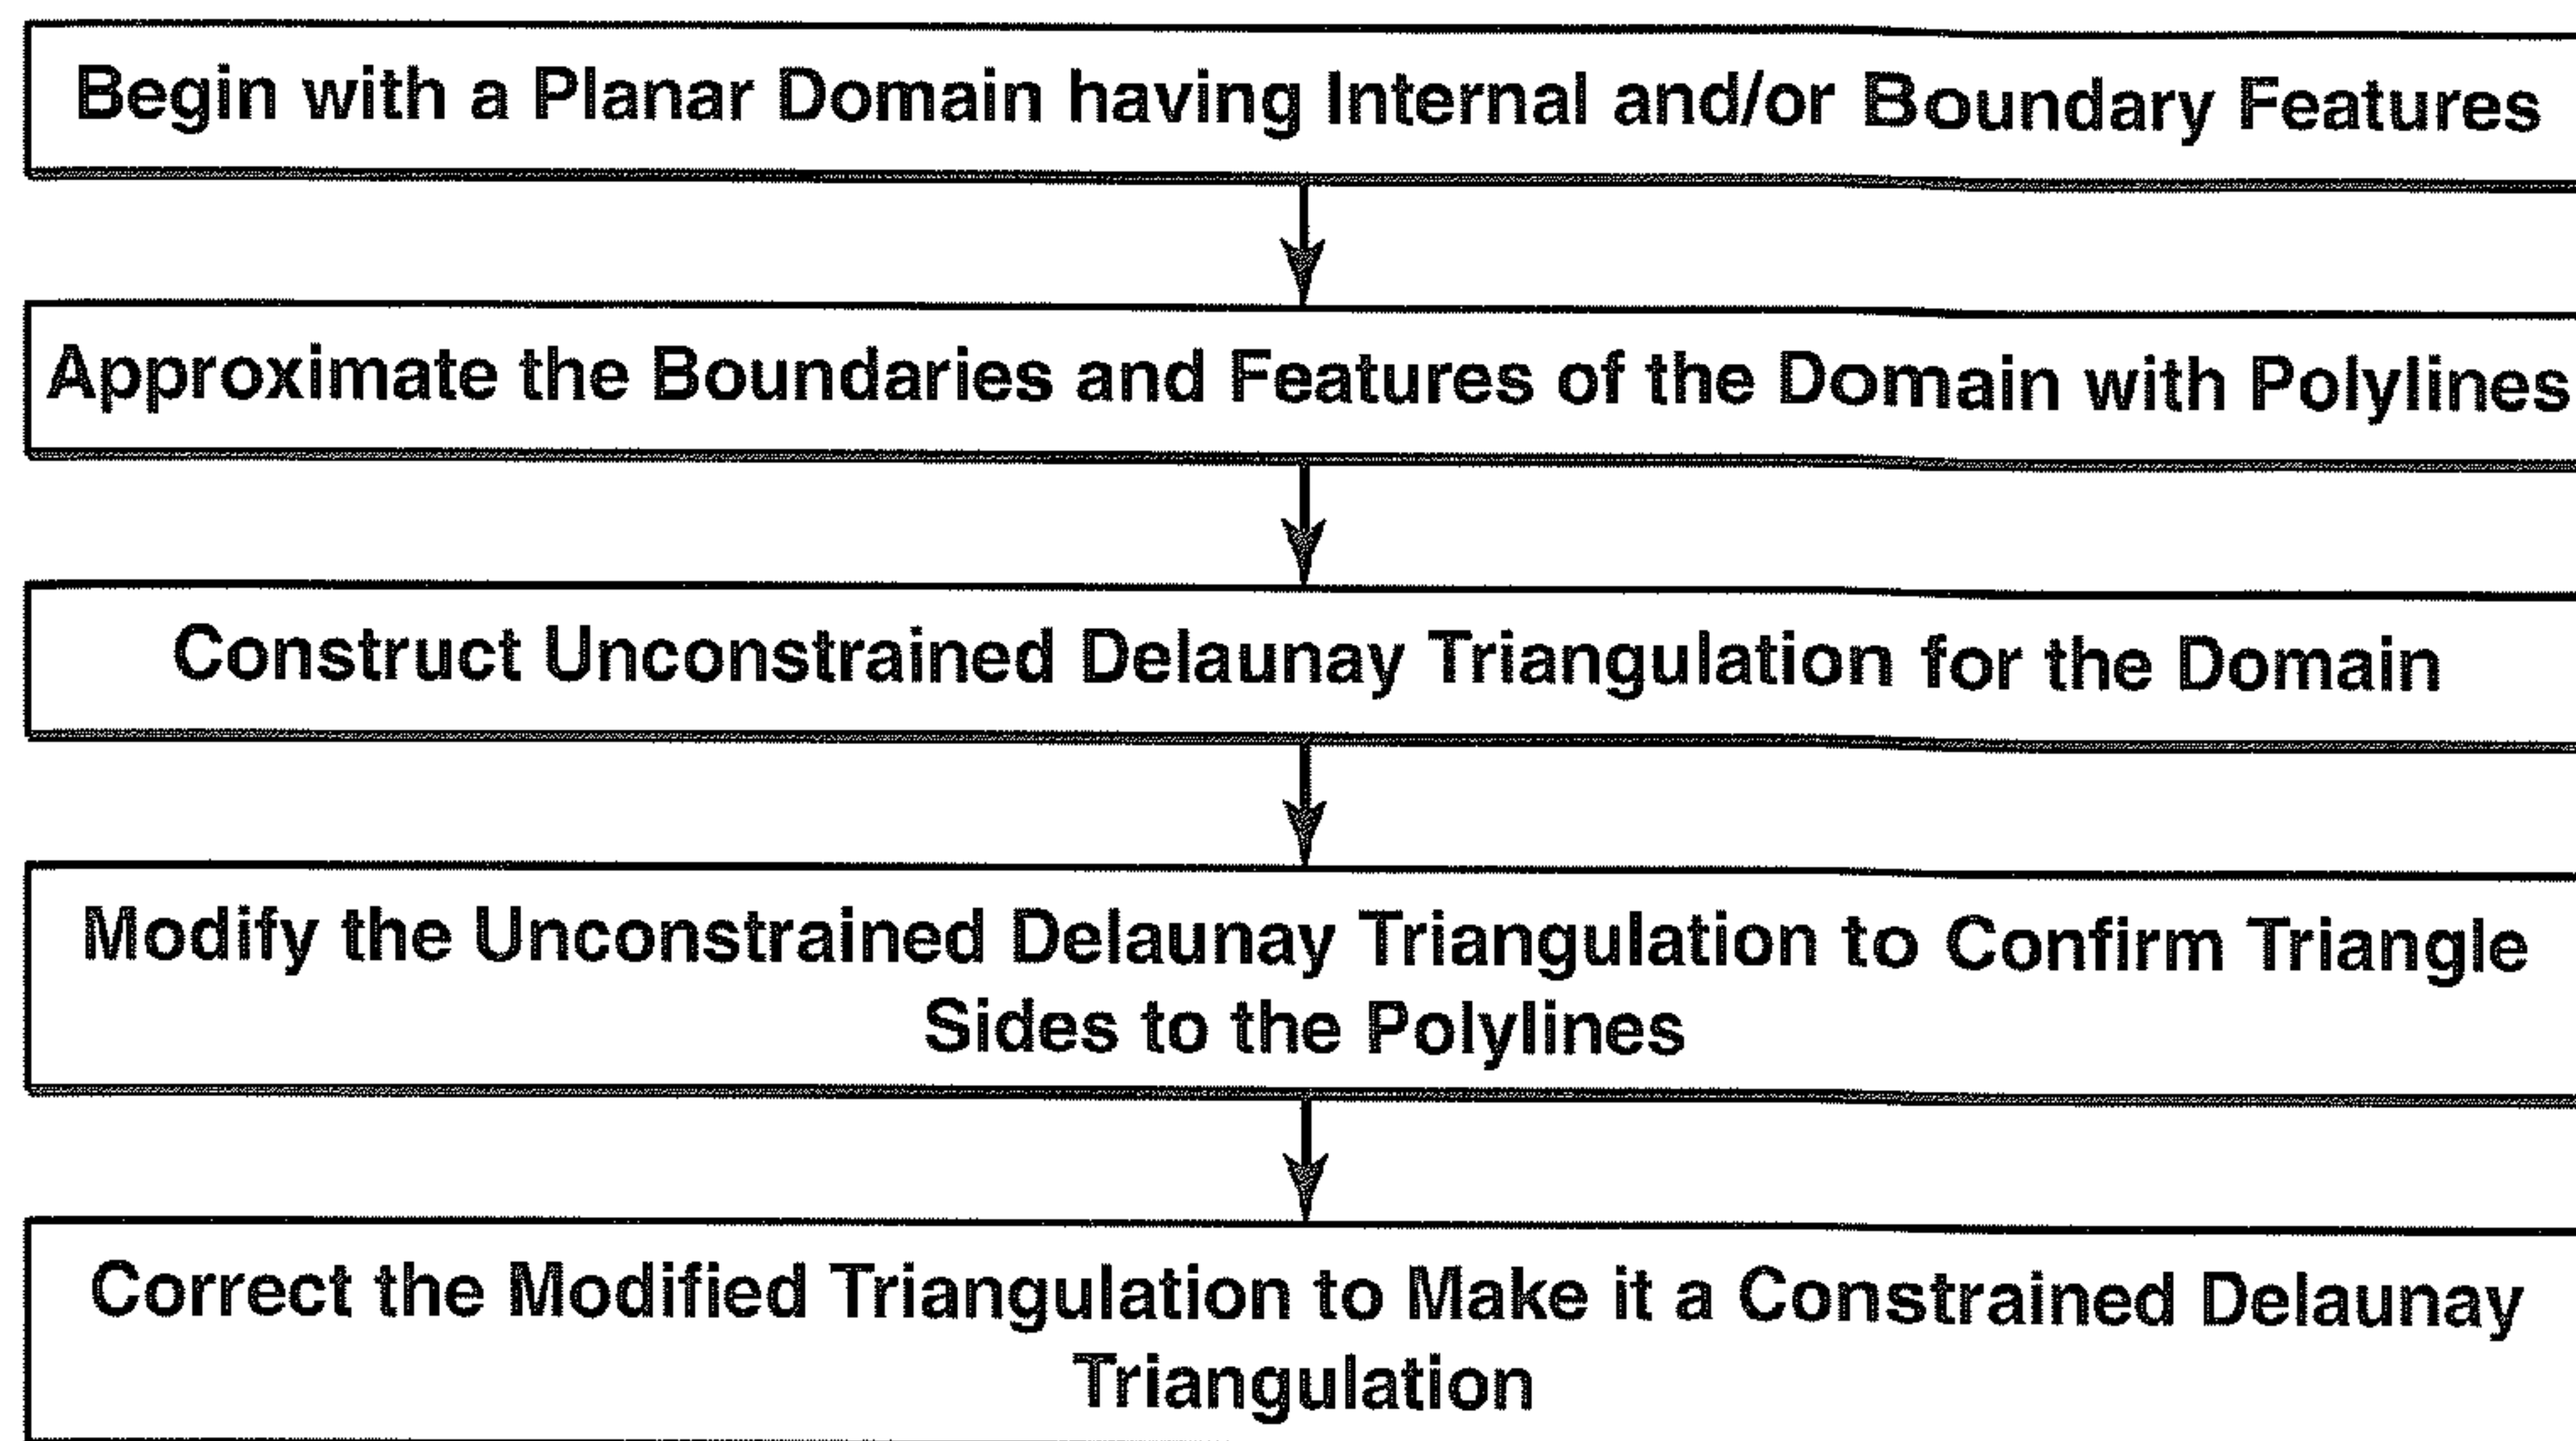 Begin with a Planar Domain having Internal and/or Boundary Features
Approximate the Boundaries and Features of the Domain with Polylines
Construct Unconstrained Delaunay Triangulation for the Domain
Modify the Unconstrained Delaunay Triangulation to Confirm Triangle
Sides to the Polylines
Correct the Modified Triangulation to Make it a Constrained Delaunay
Triangulation